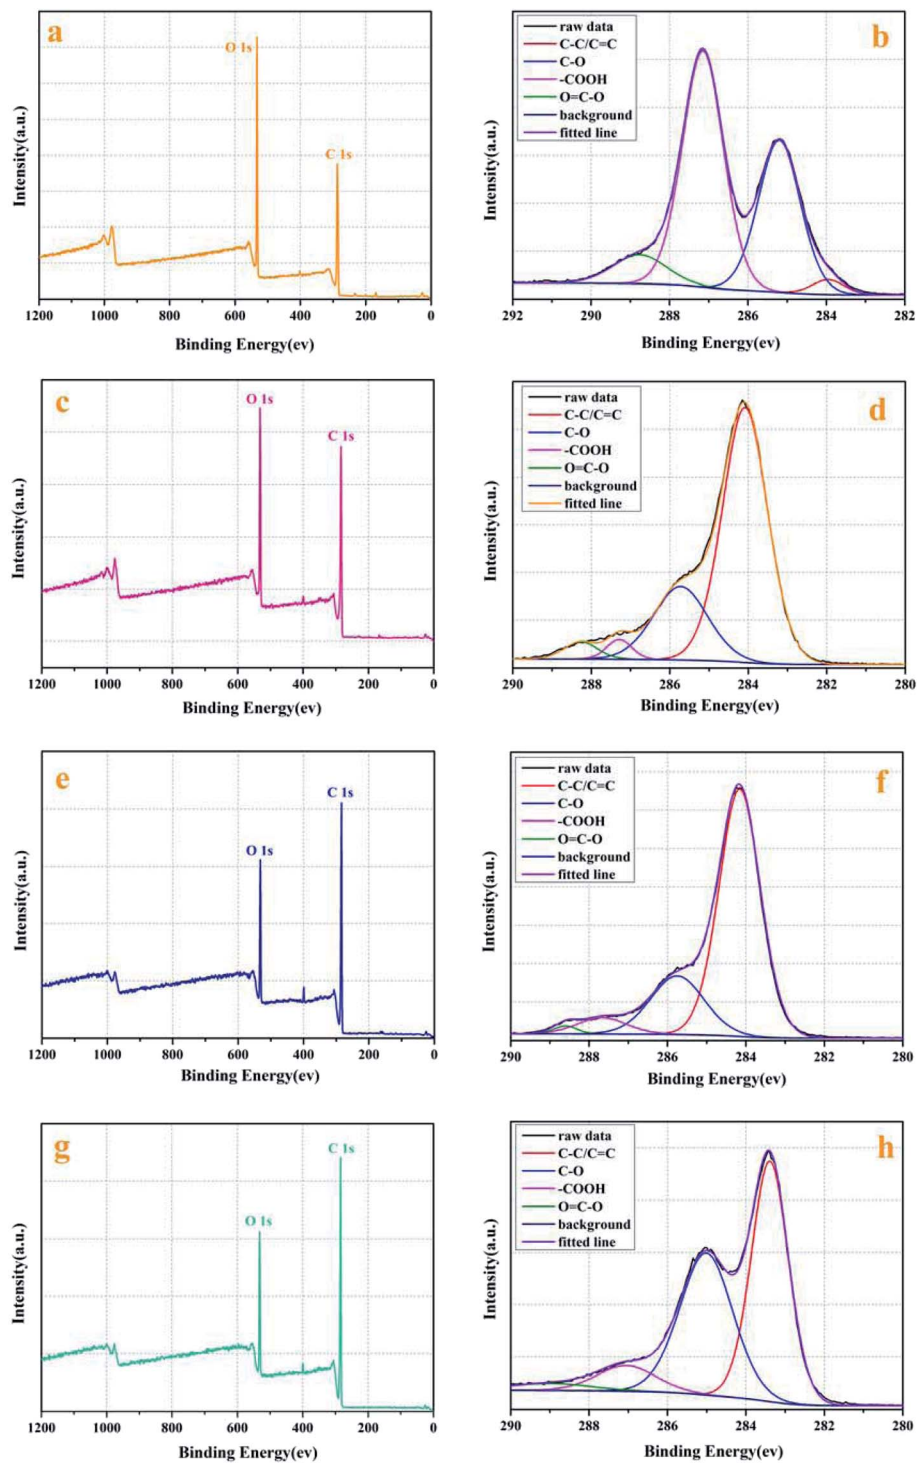 a
O 1s
C 1s
Intensity(a.u.)
1200 1000 800 600 400 200 0
Binding Energy(ev)
b
raw data
C-C/C=C
C-O
-COOH
O=C-O
background
fitted line
Intensity(a.u.)
292 290 288 286 284 282
Binding Energy(ev)
c
O 1s
C 1s
Intensity(a.u.)
1200 1000 800 600 400 200 0
Binding Energy(ev)
d
raw data
C-C/C=C
C-O
-COOH
O=C-O
background
fitted line
Intensity(a.u.)
290 288 286 284 282 280
Binding Energy(ev)
e
C 1s
O 1s
Intensity(a.u.)
1200 1000 800 600 400 200 0
Binding Energy(ev)
f
raw data
C-C/C=C
C-O
-COOH
O=C-O
background
fitted line
Intensity(a.u.)
290 288 286 284 282 280
Binding Energy(ev)
g
C 1s
O 1s
Intensity(a.u.)
1200 1000 800 600 400 200 0
Binding Energy(ev)
h
raw data
C-C/C=C
C-O
-COOH
O=C-O
background
fitted line
Intensity(a.u.)
290 288 286 284 282 280
Binding Energy(ev)